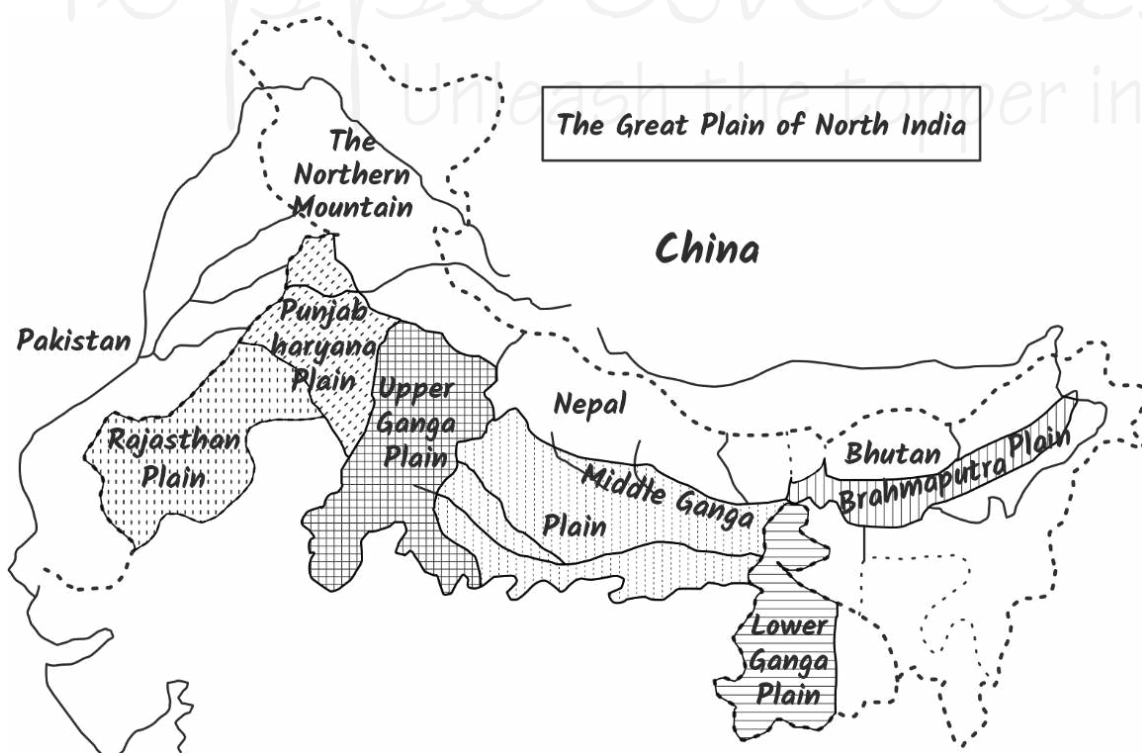 Unleash the topper in
The Great Plain of North India
The
Northern
Mountain
China
Pakistan
Punjab
haryana
Plain
Upper
Ganga
Plain
Nepal
Rajasthan
Plain
Bhutan
Brahmaputra Plain
Middle Ganga
Plain
Lower
Ganga
Plain